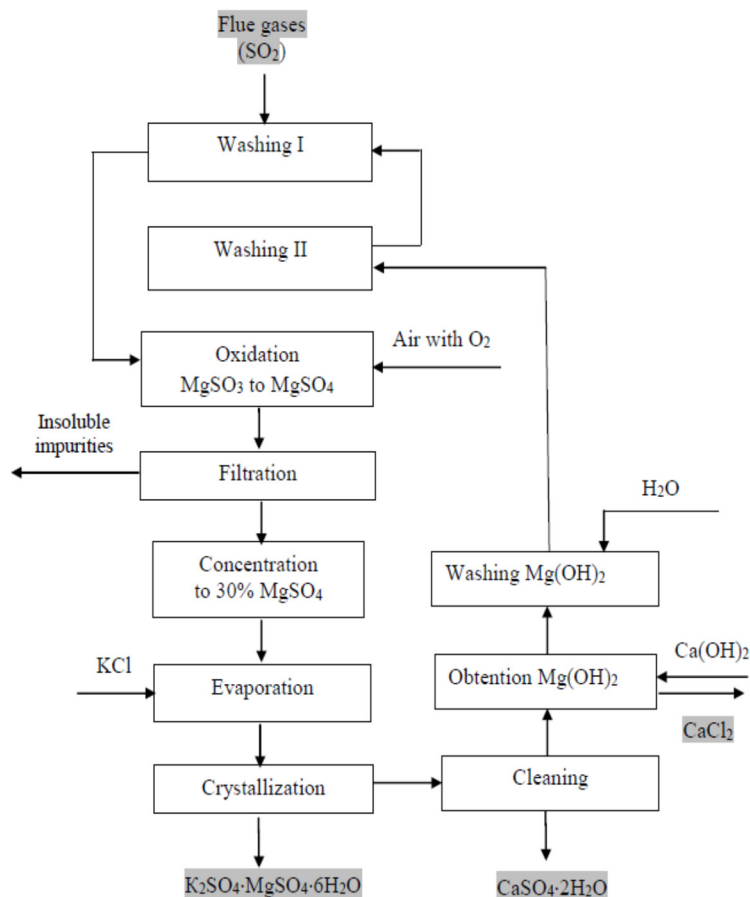 Flue gases
(SO₂)
Washing I
Washing II
Oxidation
MgSO₃ to MgSO₄
Air with O₂
Insoluble
impurities
Filtration
H₂O
Concentration
to 30% MgSO₄
Washing Mg(OH)₂
KCl
Evaporation
Ca(OH)₂
Obtention Mg(OH)₂
CaCl₂
Crystallization
Cleaning
K₂SO₄·MgSO₄·6H₂O
CaSO₄·2H₂O